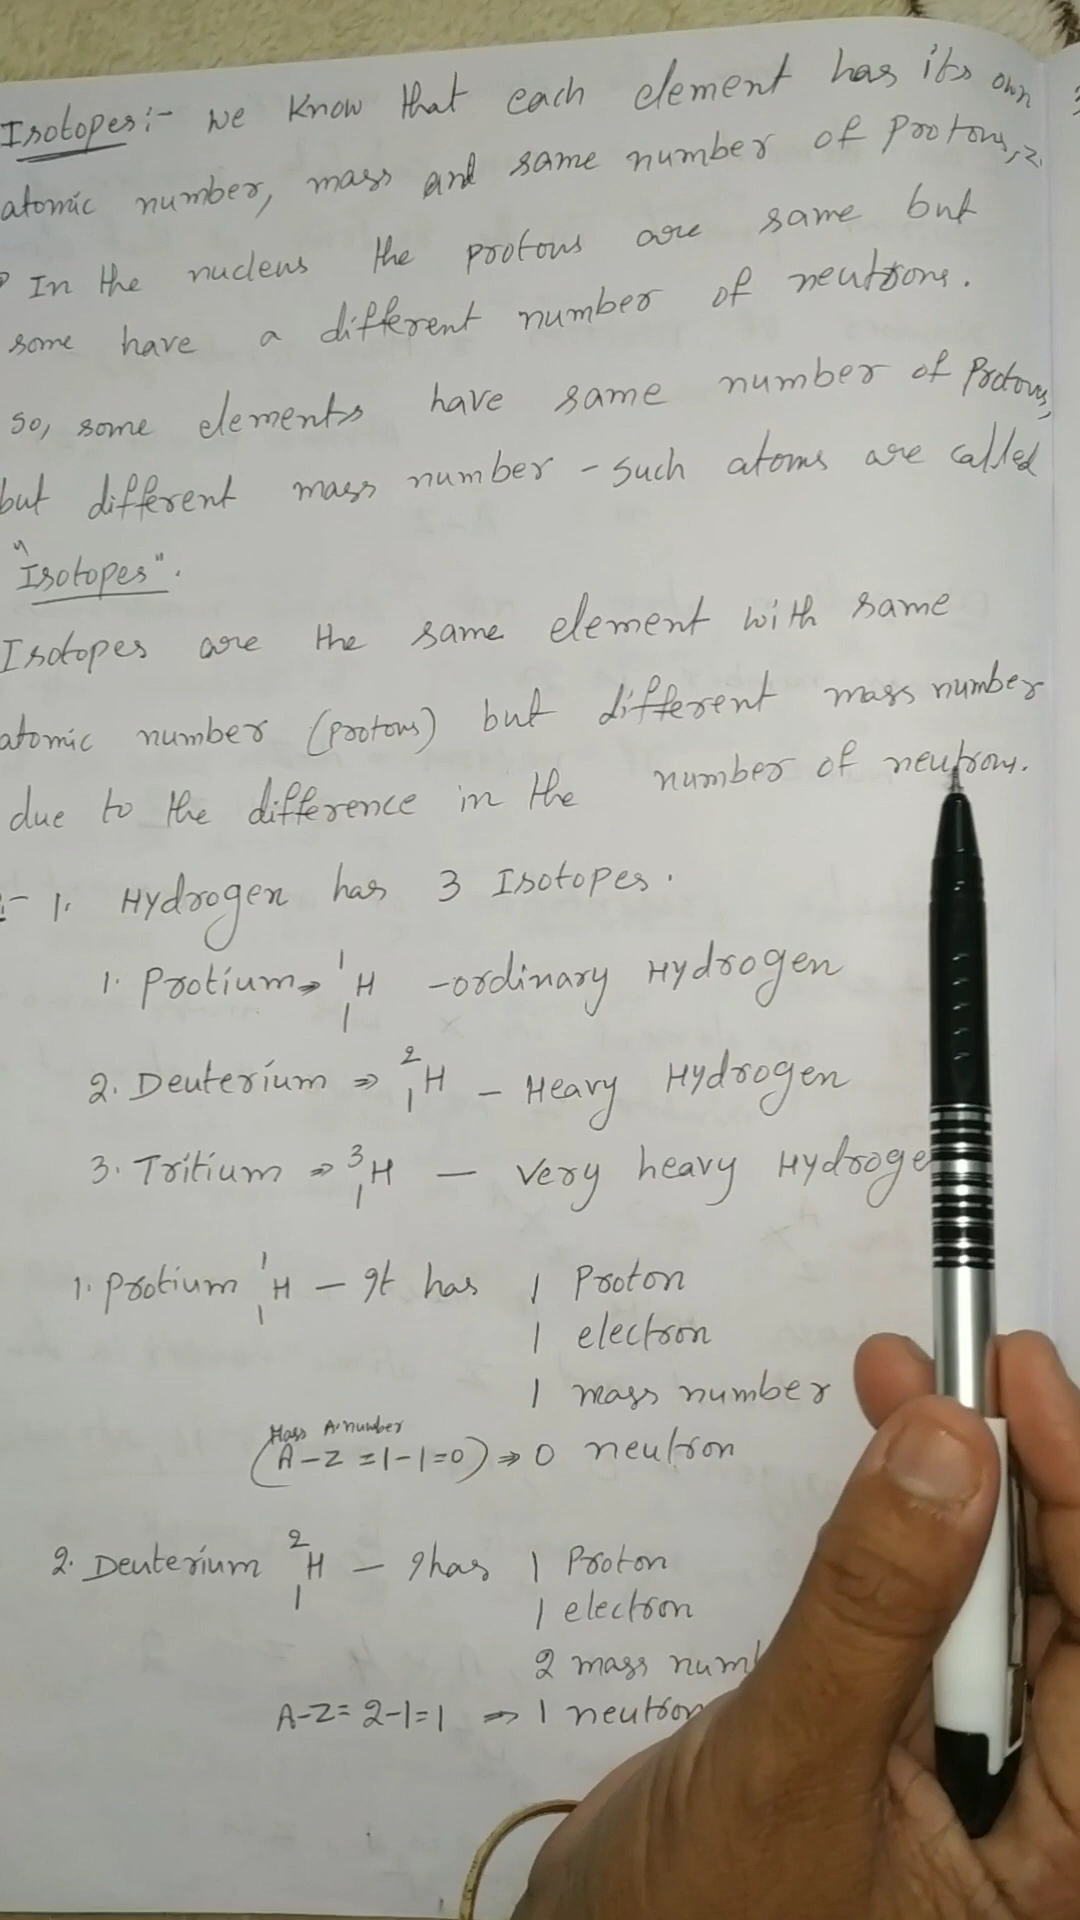 Isotopes:- we know that each element has its own
atomic number, mass and same number of Protons, Z.
In the nucleus the protons are same but
some have a different number of neutrons.
so, some elements have same number of Protons,
but different mass number - such atoms are called
"Isotopes".
Isotopes are the same element with same
atomic number (protons) but different mass number
due to the difference in the number of neutrons.
:- 1. Hydrogen has 3 Isotopes.
1. Protium ⇒ ¹₁H - ordinary Hydrogen
2. Deuterium ⇒ ²₁H - Heavy Hydrogen
3. Tritium ⇒ ³₁H - Very heavy Hydroge
1. Protium ¹₁H - It has 1 Proton
1 electron
1 mass number
Mass A.number
(A-Z=1-1=0) ⇒ 0 neutron
2. Deuterium ²₁H - I has 1 Proton
1 electron
2 mass num
A-Z=2-1=1 ⇒ 1 neutron